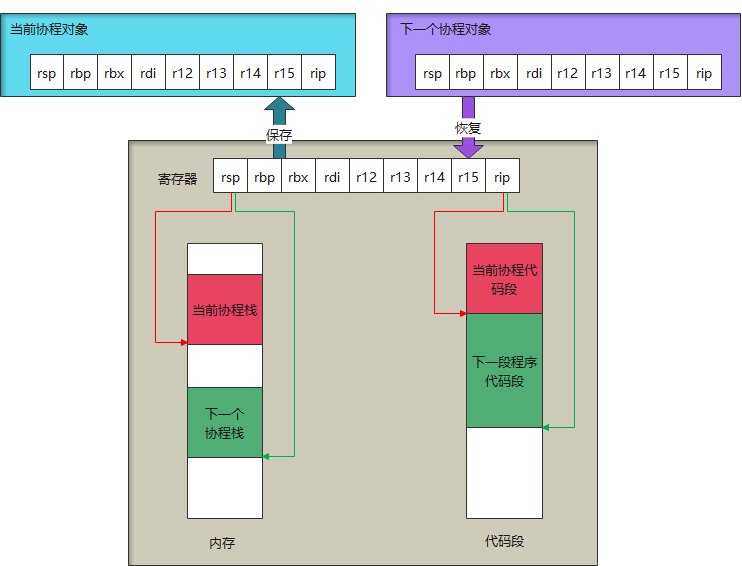 当前协程对象
rsp rbp rbx rdi r12 r13 r14 r15 rip
下一个协程对象
rsp rbp rbx rdi r12 r13 r14 r15 rip
保存
恢复
寄存器
rsp rbp rbx rdi r12 r13 r14 r15 rip
当前协程栈
下一个
协程栈
内存
当前协程代
码段
下一段程序
代码段
代码段